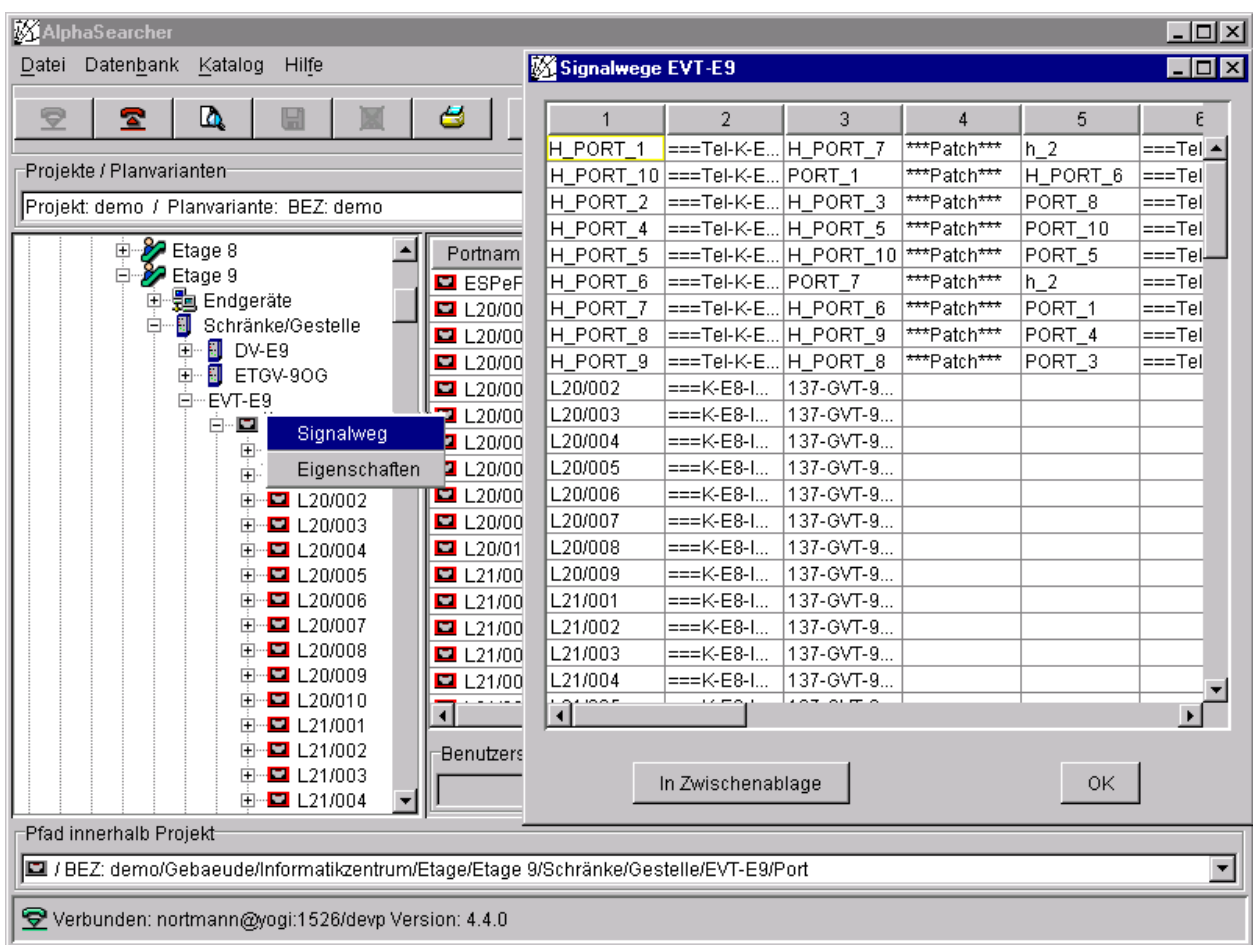 AlphaSearcher
Datei Datenbank Katalog Hilfe
Projekte / Planvarianten
Projekt: demo / Planvariante: BEZ: demo
Etage 8
Etage 9
Endgeräte
Schränke/Gestelle
DV-E9
ETGV-9OG
EVT-E9
Signalweg
Eigenschaften
L20/002
L20/003
L20/004
L20/005
L20/006
L20/007
L20/008
L20/009
L20/010
L21/001
L21/002
L21/003
L21/004
Portnam
ESPeF
L20/00
L20/00
L20/00
L20/00
L20/00
L20/00
L20/00
L20/00
L20/00
L20/01
L21/00
L21/00
L21/00
L21/00
L21/00
Benutzers
Signalwege EVT-E9
1 2 3 4 5 6
H_PORT_1 ===Tel-K-E... H_PORT_7 ***Patch*** h_2 ===Tel
H_PORT_10 ===Tel-K-E... PORT_1 ***Patch*** H_PORT_6 ===Tel
H_PORT_2 ===Tel-K-E... H_PORT_3 ***Patch*** PORT_8 ===Tel
H_PORT_4 ===Tel-K-E... H_PORT_5 ***Patch*** PORT_10 ===Tel
H_PORT_5 ===Tel-K-E... H_PORT_10 ***Patch*** PORT_5 ===Tel
H_PORT_6 ===Tel-K-E... PORT_7 ***Patch*** h_2 ===Tel
H_PORT_7 ===Tel-K-E... H_PORT_6 ***Patch*** PORT_1 ===Tel
H_PORT_8 ===Tel-K-E... H_PORT_9 ***Patch*** PORT_4 ===Tel
H_PORT_9 ===Tel-K-E... H_PORT_8 ***Patch*** PORT_3 ===Tel
L20/002 ===K-E8-I... 137-GVT-9...
L20/003 ===K-E8-I... 137-GVT-9...
L20/004 ===K-E8-I... 137-GVT-9...
L20/005 ===K-E8-I... 137-GVT-9...
L20/006 ===K-E8-I... 137-GVT-9...
L20/007 ===K-E8-I... 137-GVT-9...
L20/008 ===K-E8-I... 137-GVT-9...
L20/009 ===K-E8-I... 137-GVT-9...
L21/001 ===K-E8-I... 137-GVT-9...
L21/002 ===K-E8-I... 137-GVT-9...
L21/003 ===K-E8-I... 137-GVT-9...
L21/004 ===K-E8-I... 137-GVT-9...
In Zwischenablage OK
Pfad innerhalb Projekt
/ BEZ: demo/Gebaeude/Informatikzentrum/Etage/Etage 9/Schränke/Gestelle/EVT-E9/Port
Verbunden: nortmann@yogi:1526/devp Version: 4.4.0